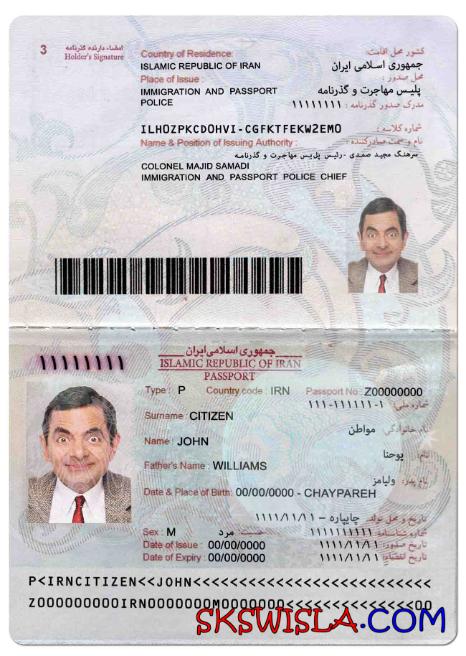 3
امضاء دارنده گذرنامه
Holder's Signature
Country of Residence:
کشور محل اقامت:
ISLAMIC REPUBLIC OF IRAN
جمهوری اسلامی ایران
Place of Issue :
محل صدور :
IMMIGRATION AND PASSPORT
POLICE
پلیس مهاجرت و گذرنامه
مدرک صدور گذرنامه : ۱۱۱۱۱۱۱۱۱
ILHOZPKCDOHVI-CGFKTFEKW2EMO
شماره کلاسه :
Name & Position of Issuing Authority :
نام و سمت صادرکننده :
سرهنگ مجید صمدی -رئیس پلیس مهاجرت و گذرنامه
COLONEL MAJID SAMADI
IMMIGRATION AND PASSPORT POLICE CHIEF
جمهوری اسلامی ایران
11111111
ISLAMIC REPUBLIC OF IRAN
PASSPORT
Type: P Country code : IRN Passport No : Z00000000
شماره ملی: ۱۱۱-۱۱۱۱۱۱-۱
Surname : CITIZEN
نام خانوادگی: مواطن
Name : JOHN
نام: یوحنا
Father's Name : WILLIAMS
نام پدر: ولیامز
Date & Place of Birth: 00/00/0000 - CHAYPAREH
تاریخ و محل تولد: چایپاره – ۱۱۱۱/۱۱/۱۱
Sex : M جنسیت: مرد
شماره شناسنامه: ۱۱۱۱۱۱۱۱۱۱
Date of Issue : 00/00/0000
تاریخ صدور: ۱۱۱۱/۱۱/۱۱
Date of Expiry : 00/00/0000
تاریخ انقضاء: ۱۱۱۱/۱۱/۱۱
P<IRNCITIZEN<<JOHN<<<<<<<<<<<<<<<<<<<<<<<<<<
Z000000000IRN0000000M0000000<<<<<<<<<<<<<<00
SKSWISLA.COM